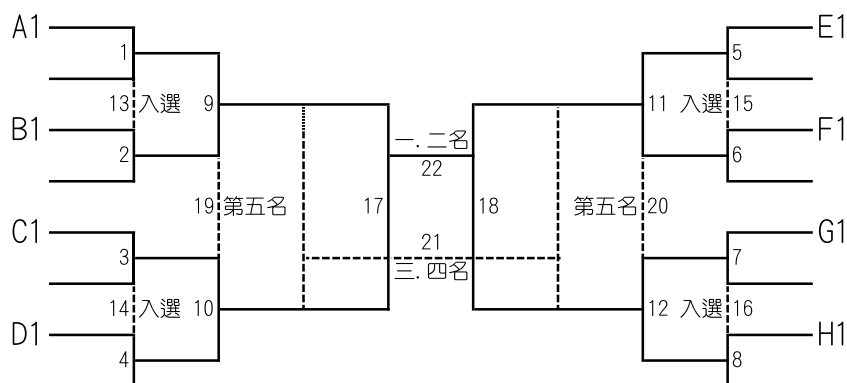 A1 E1
1 5
13 入選 9 11 入選 15
B1 F1
一.二名
2 6
22
19 第五名 17 18 第五名 20
C1 G1
21
3 7
三.四名
14 入選 10 12 入選 16
D1 H1
4 8